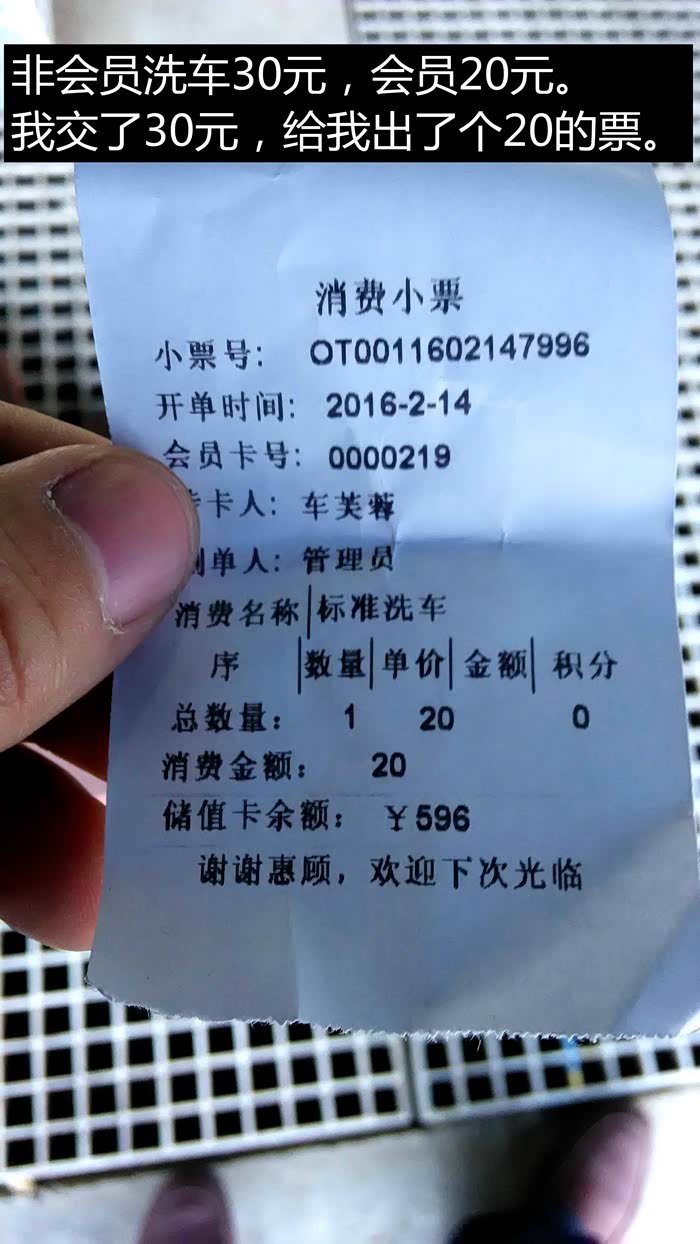 非会员洗车30元，会员20元。
我交了30元，给我出了个20的票。
消费小票
小票号： OT0011602147996
开单时间： 2016-2-14
会员卡号： 0000219
卡人： 车芙蓉
单人： 管理员
消费名称 标准洗车
序 数量 单价 金额 积分
总数量： 1 20 0
消费金额： 20
储值卡余额： ￥596
谢谢惠顾，欢迎下次光临